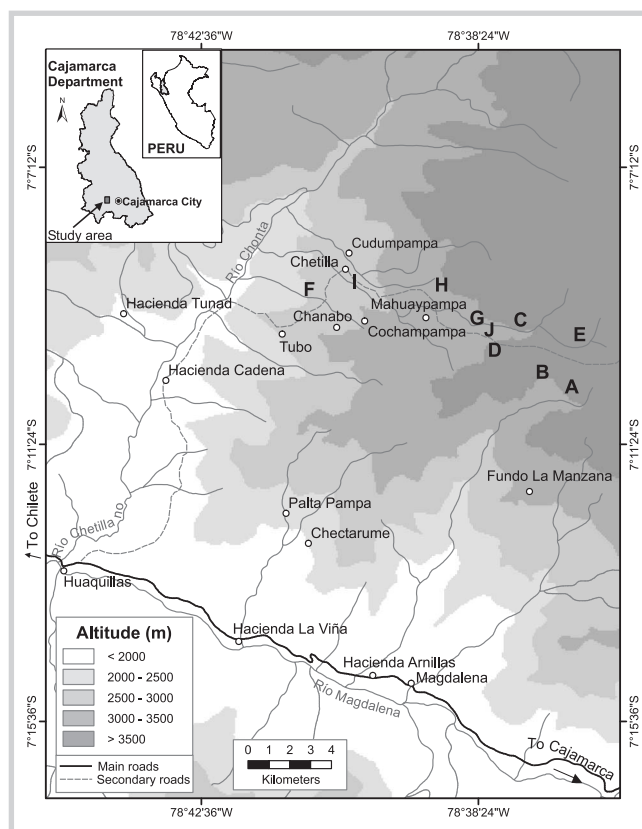 78°42'36"W
78°38'24"W
Cajamarca
Department
N
PERU
Cajamarca City
Study area
7°7'12"S
7°7'12"S
Río Chonta
Cudumpampa
Chetilla
I
H
F
Hacienda Tunad
Mahuaypampa
G
C
Chanabo
J
E
Cochampampa
Tubo
D
B
Hacienda Cadena
A
7°11'24"S
7°11'24"S
Fundo La Manzana
Palta Pampa
To Chilete
Río Chetilla no.
Chectarume
Huaquillas
Altitude (m)
< 2000
2000 - 2500
2500 - 3000
3000 - 3500
> 3500
Main roads
Secondary roads
Hacienda La Viña
Hacienda Arnillas
Magdalena
Río Magdalena
7°15'36"S
7°15'36"S
To Cajamarca
0 1 2 3 4
Kilometers
78°42'36"W
78°38'24"W